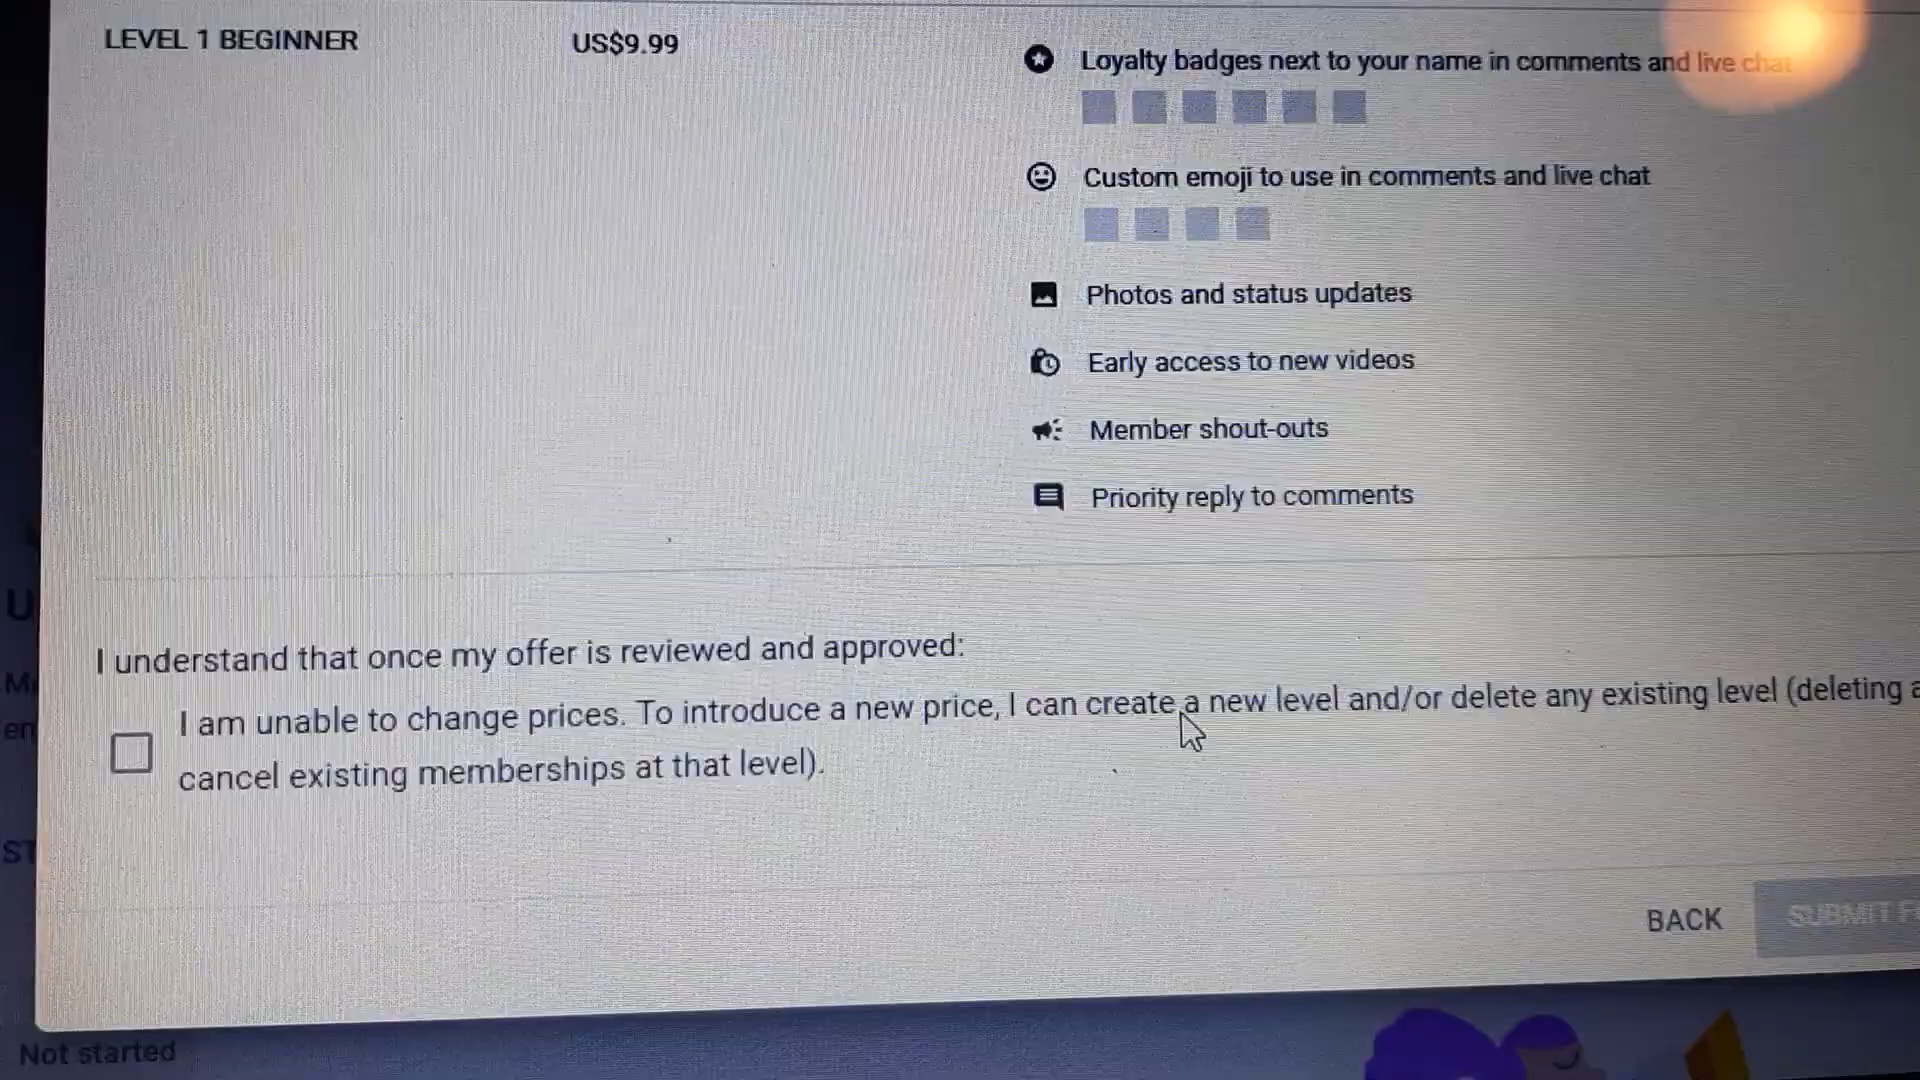 LEVEL 1 BEGINNER
US$9.99
Loyalty badges next to your name in comments and live chat
Custom emoji to use in comments and live chat
Photos and status updates
Early access to new videos
Member shout-outs
Priority reply to comments
I understand that once my offer is reviewed and approved:
I am unable to change prices. To introduce a new price, I can create a new level and/or delete any existing level (deleting a
cancel existing memberships at that level).
BACK
SUBMIT
Not started